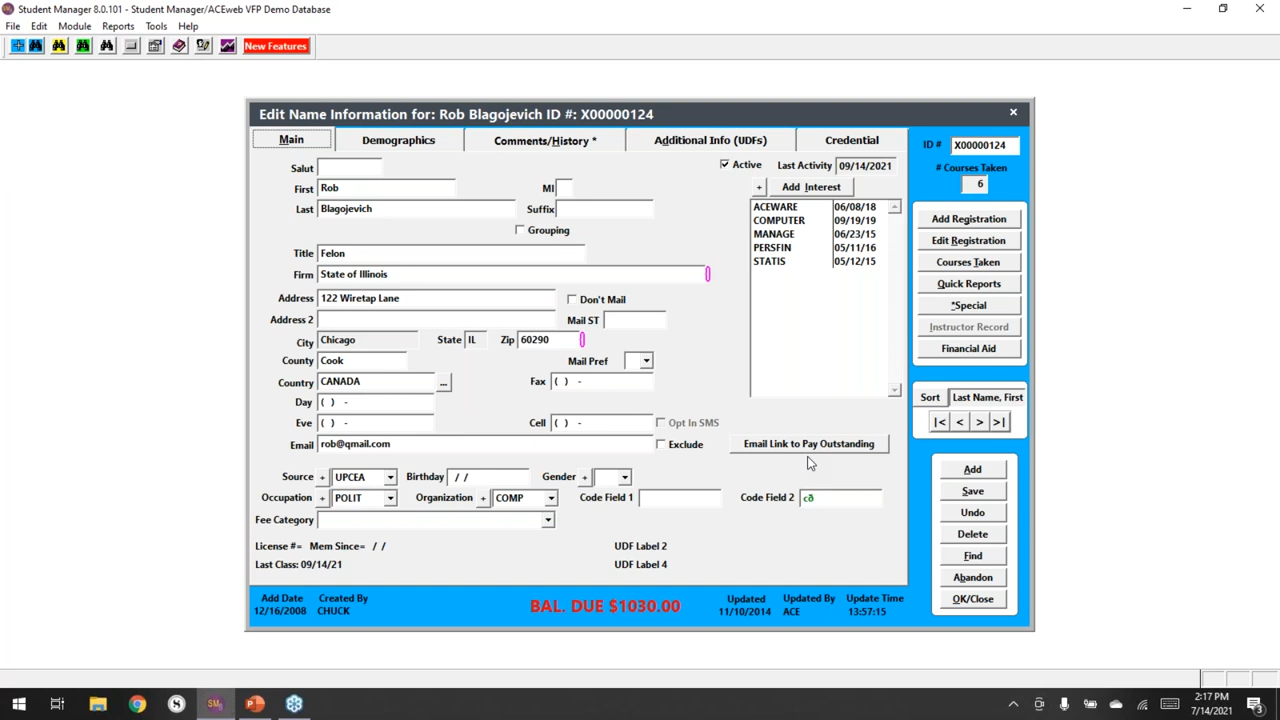 Student Manager 8.0.101 - Student Manager/ACEweb VFP Demo Database
File Edit Module Reports Tools Help
New Features
Edit Name Information for: Rob Blagojevich ID #: X00000124
Main Demographics Comments/History * Additional Info (UDFs) Credential
ID # X00000124
# Courses Taken
6
Salut
Active Last Activity 09/14/2021
First Rob MI
+ Add Interest
Last Blagojevich Suffix
ACEWARE 06/08/18
COMPUTER 09/19/19
MANAGE 06/23/15
PERSFIN 05/11/16
STATIS 05/12/15
Grouping
Title Felon
Firm State of Illinois
Address 122 Wiretap Lane Don't Mail
Address 2 Mail ST
City Chicago State IL Zip 60290
County Cook Mail Pref
Country CANADA ... Fax ( ) -
Day ( ) -
Eve ( ) - Cell ( ) - Opt In SMS
Email rob@qmail.com Exclude Email Link to Pay Outstanding
Source + UPCEA Birthday / / Gender +
Occupation + POLIT Organization + COMP Code Field 1 Code Field 2 cð
Fee Category
License #= Mem Since= / / UDF Label 2
Last Class: 09/14/21 UDF Label 4
Add Registration
Edit Registration
Courses Taken
Quick Reports
*Special
Instructor Record
Financial Aid
Sort Last Name, First
|< < > >|
Add
Save
Undo
Delete
Find
Abandon
OK/Close
Add Date Created By Updated Updated By Update Time
12/16/2008 CHUCK BAL. DUE $1030.00 11/10/2014 ACE 13:57:15
2:17 PM
7/14/2021
3